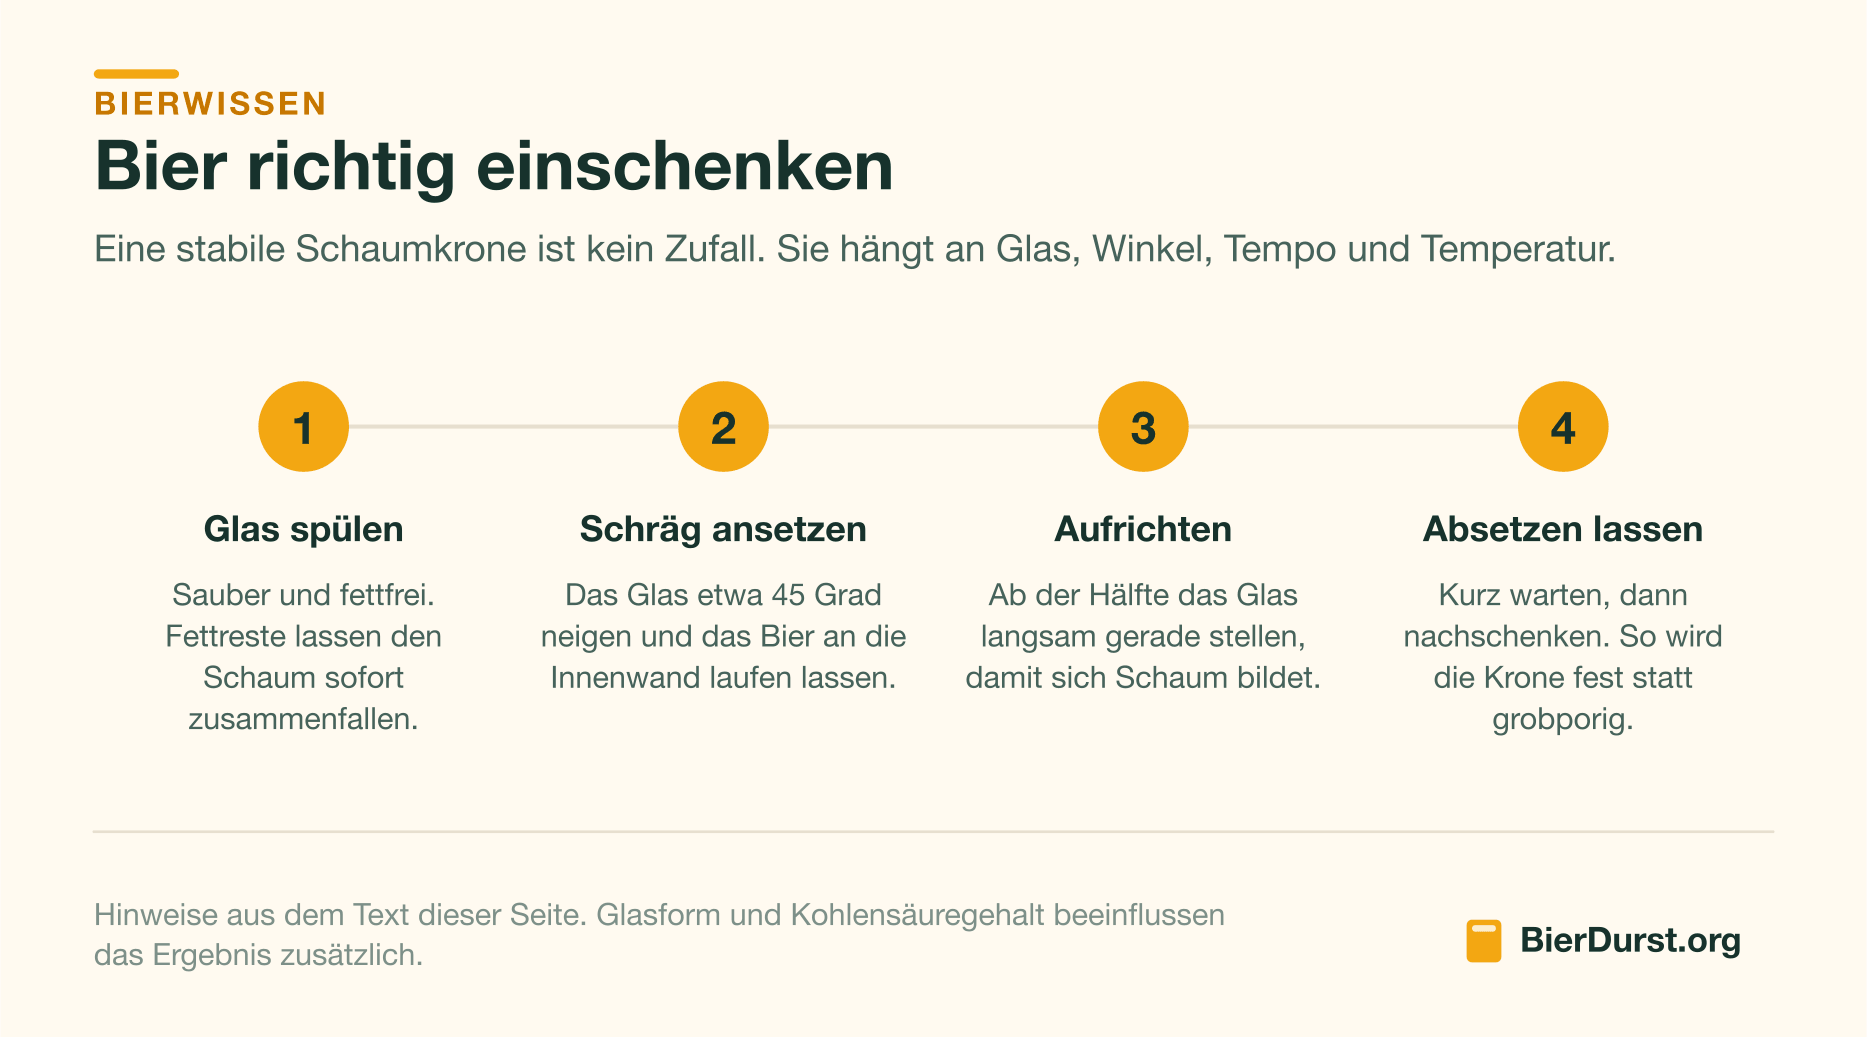 BIERWISSEN
Bier richtig einschenken
Eine stabile Schaumkrone ist kein Zufall. Sie hängt an Glas, Winkel, Tempo und Temperatur.
1
Glas spülen
Sauber und fettfrei.
Fettreste lassen den
Schaum sofort
zusammenfallen.
2
Schräg ansetzen
Das Glas etwa 45 Grad
neigen und das Bier an die
Innenwand laufen lassen.
3
Aufrichten
Ab der Hälfte das Glas
langsam gerade stellen,
damit sich Schaum bildet.
4
Absetzen lassen
Kurz warten, dann
nachschenken. So wird
die Krone fest statt
grobporig.
Hinweise aus dem Text dieser Seite. Glasform und Kohlensäuregehalt beeinflussen
das Ergebnis zusätzlich.
BierDurst.org